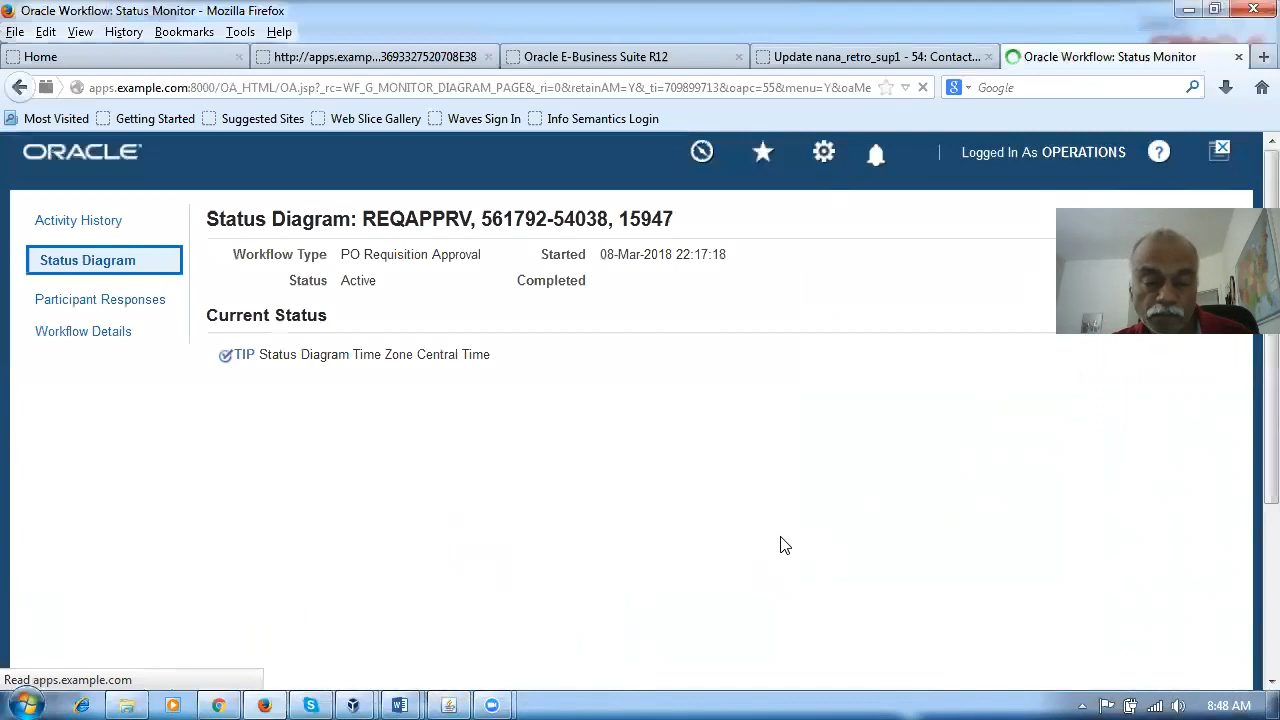 Oracle Workflow: Status Monitor - Mozilla Firefox
File Edit View History Bookmarks Tools Help
Home http://apps.examp...3693327520708E38 Oracle E-Business Suite R12 Update nana_retro_sup1 - 54: Contact... Oracle Workflow: Status Monitor
apps.example.com:8000/OA_HTML/OA.jsp?_rc=WF_G_MONITOR_DIAGRAM_PAGE&_ri=0&retainAM=Y&_ti=709899713&oapc=55&menu=Y&oaMe Google
Most Visited Getting Started Suggested Sites Web Slice Gallery Waves Sign In Info Semantics Login
ORACLE Logged In As OPERATIONS ?
Activity History
Status Diagram
Participant Responses
Workflow Details
Status Diagram: REQAPPRV, 561792-54038, 15947
Workflow Type PO Requisition Approval Started 08-Mar-2018 22:17:18
Status Active Completed
Current Status
TIP Status Diagram Time Zone Central Time
Read apps.example.com
8:48 AM